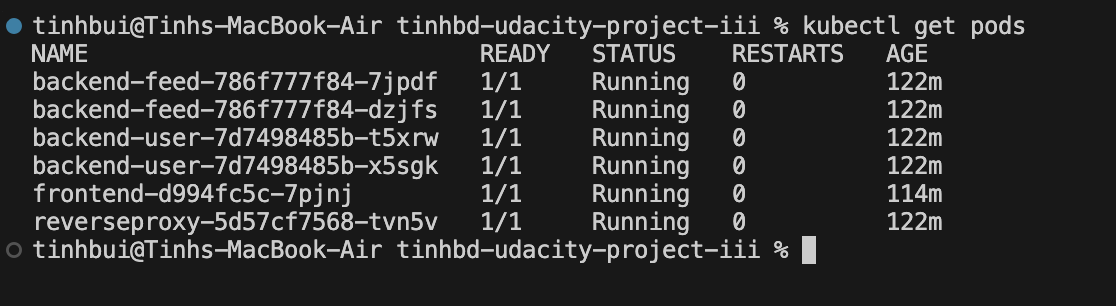 tinhbui@Tinhs-MacBook-Air tinhbd-udacity-project-iii % kubectl get pods
NAME READY STATUS RESTARTS AGE
backend-feed-786f777f84-7jpdf 1/1 Running 0 122m
backend-feed-786f777f84-dzjfs 1/1 Running 0 122m
backend-user-7d7498485b-t5xrw 1/1 Running 0 122m
backend-user-7d7498485b-x5sgk 1/1 Running 0 122m
frontend-d994fc5c-7pjnj 1/1 Running 0 114m
reverseproxy-5d57cf7568-tvn5v 1/1 Running 0 122m
tinhbui@Tinhs-MacBook-Air tinhbd-udacity-project-iii %